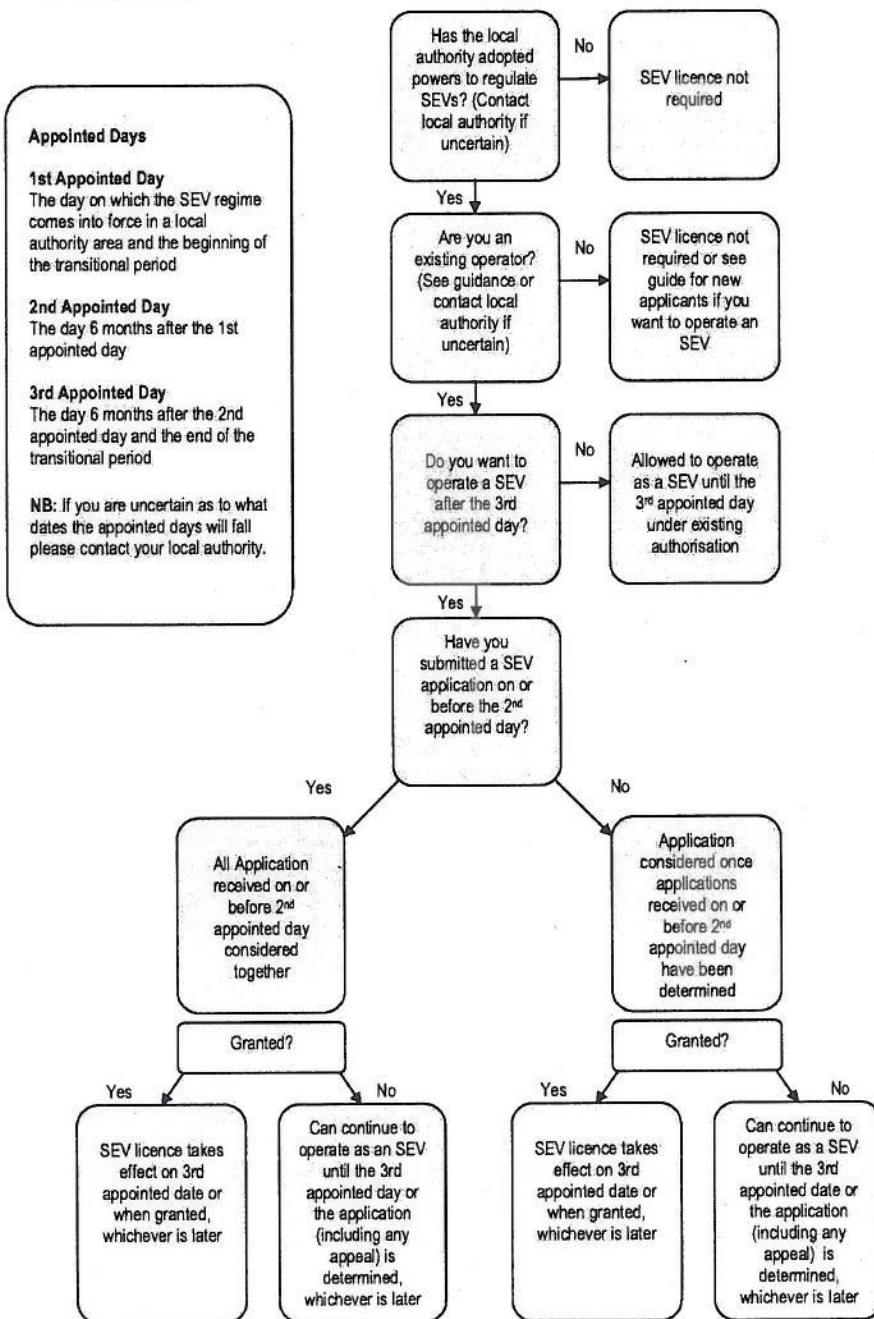 Appointed Days
1st Appointed Day
The day on which the SEV regime
comes into force in a local
authority area and the beginning of
the transitional period
2nd Appointed Day
The day 6 months after the 1st
appointed day
3rd Appointed Day
The day 6 months after the 2nd
appointed day and the end of the
transitional period
NB: If you are uncertain as to what
dates the appointed days will fall
please contact your local authority.
Has the local
authority adopted
powers to regulate
SEVs? (Contact
local authority if
uncertain)
No
SEV licence not
required
Yes
Are you an
existing operator?
(See guidance or
contact local
authority if
uncertain)
No
SEV licence not
required or see
guide for new
applicants if you
want to operate an
SEV
Yes
Do you want to
operate a SEV
after the 3rd
appointed day?
No
Allowed to operate
as a SEV until the
3rd appointed day
under existing
authorisation
Yes
Have you
submitted a SEV
application on or
before the 2nd
appointed day?
Yes
No
All Application
received on or
before 2nd
appointed day
considered
together
Application
considered once
applications
received on or
before 2nd
appointed day
have been
determined
Granted?
Granted?
Yes
No
Yes
No
SEV licence takes
effect on 3rd
appointed date or
when granted,
whichever is later
Can continue to
operate as an SEV
until the 3rd
appointed day or
the application
(including any
appeal) is
determined,
whichever is later
SEV licence takes
effect on 3rd
appointed date or
when granted,
whichever is later
Can continue to
operate as a SEV
until the 3rd
appointed date or
the application
(including any
appeal) is
determined,
whichever is later